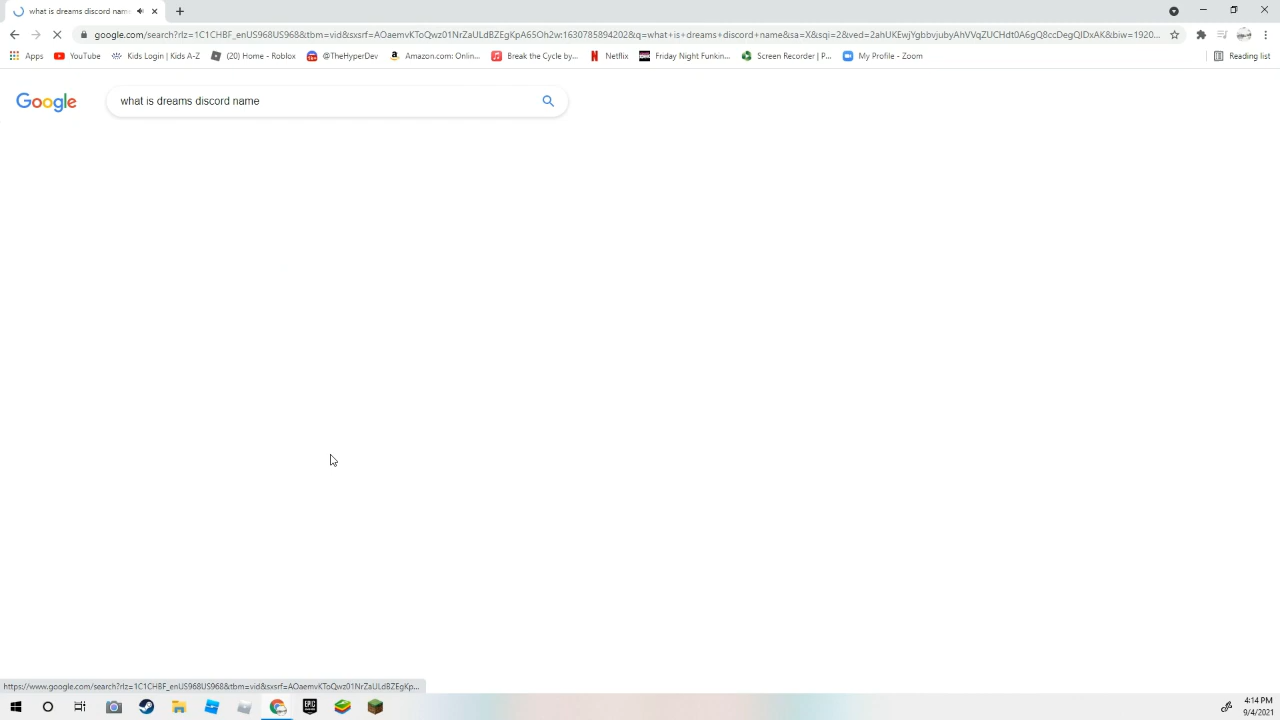 what is dreams discord name
google.com/search?rlz=1C1CHBF_enUS968US968&tbm=vid&sxsrf=AOaemvKToQwz01NrZaULdBZEgKpA65Oh2w:1630785894202&q=what+is+dreams+discord+name&sa=X&sqi=2&ved=2ahUKEwjYgbbvjubyAhVVqZUCHdt0A6gQ8ccDegQIDxAK&biw=1920...
Apps YouTube Kids Login | Kids A-Z (20) Home - Roblox @TheHyperDev Amazon.com: Onlin... Break the Cycle by... Netflix Friday Night Funkin... Screen Recorder | P... My Profile - Zoom Reading list
Google what is dreams discord name
https://www.google.com/search?rlz=1C1CHBF_enUS968US968&tbm=vid&sxsrf=AOaemvKToQwz01NrZaULdBZEgKp...
EPIC
4:14 PM
9/4/2021